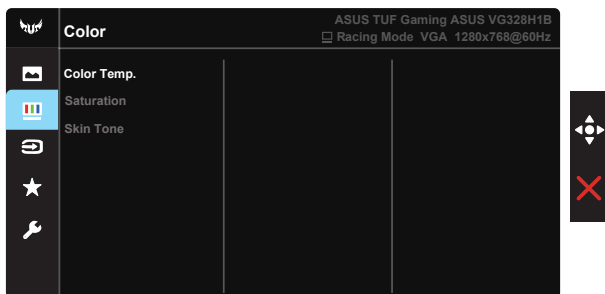 ASUS TUF Gaming ASUS VG328H1B
Color
Racing Mode VGA 1280x768@60Hz
Color Temp.
Saturation
Skin Tone